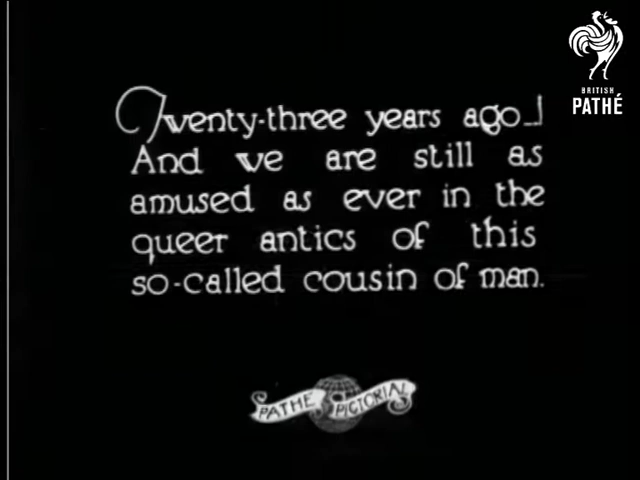 BRITISH
PATHÉ
Twenty-three years ago_!
And we are still as
amused as ever in the
queer antics of this
so-called cousin of man.
PATHE PICTORIAL